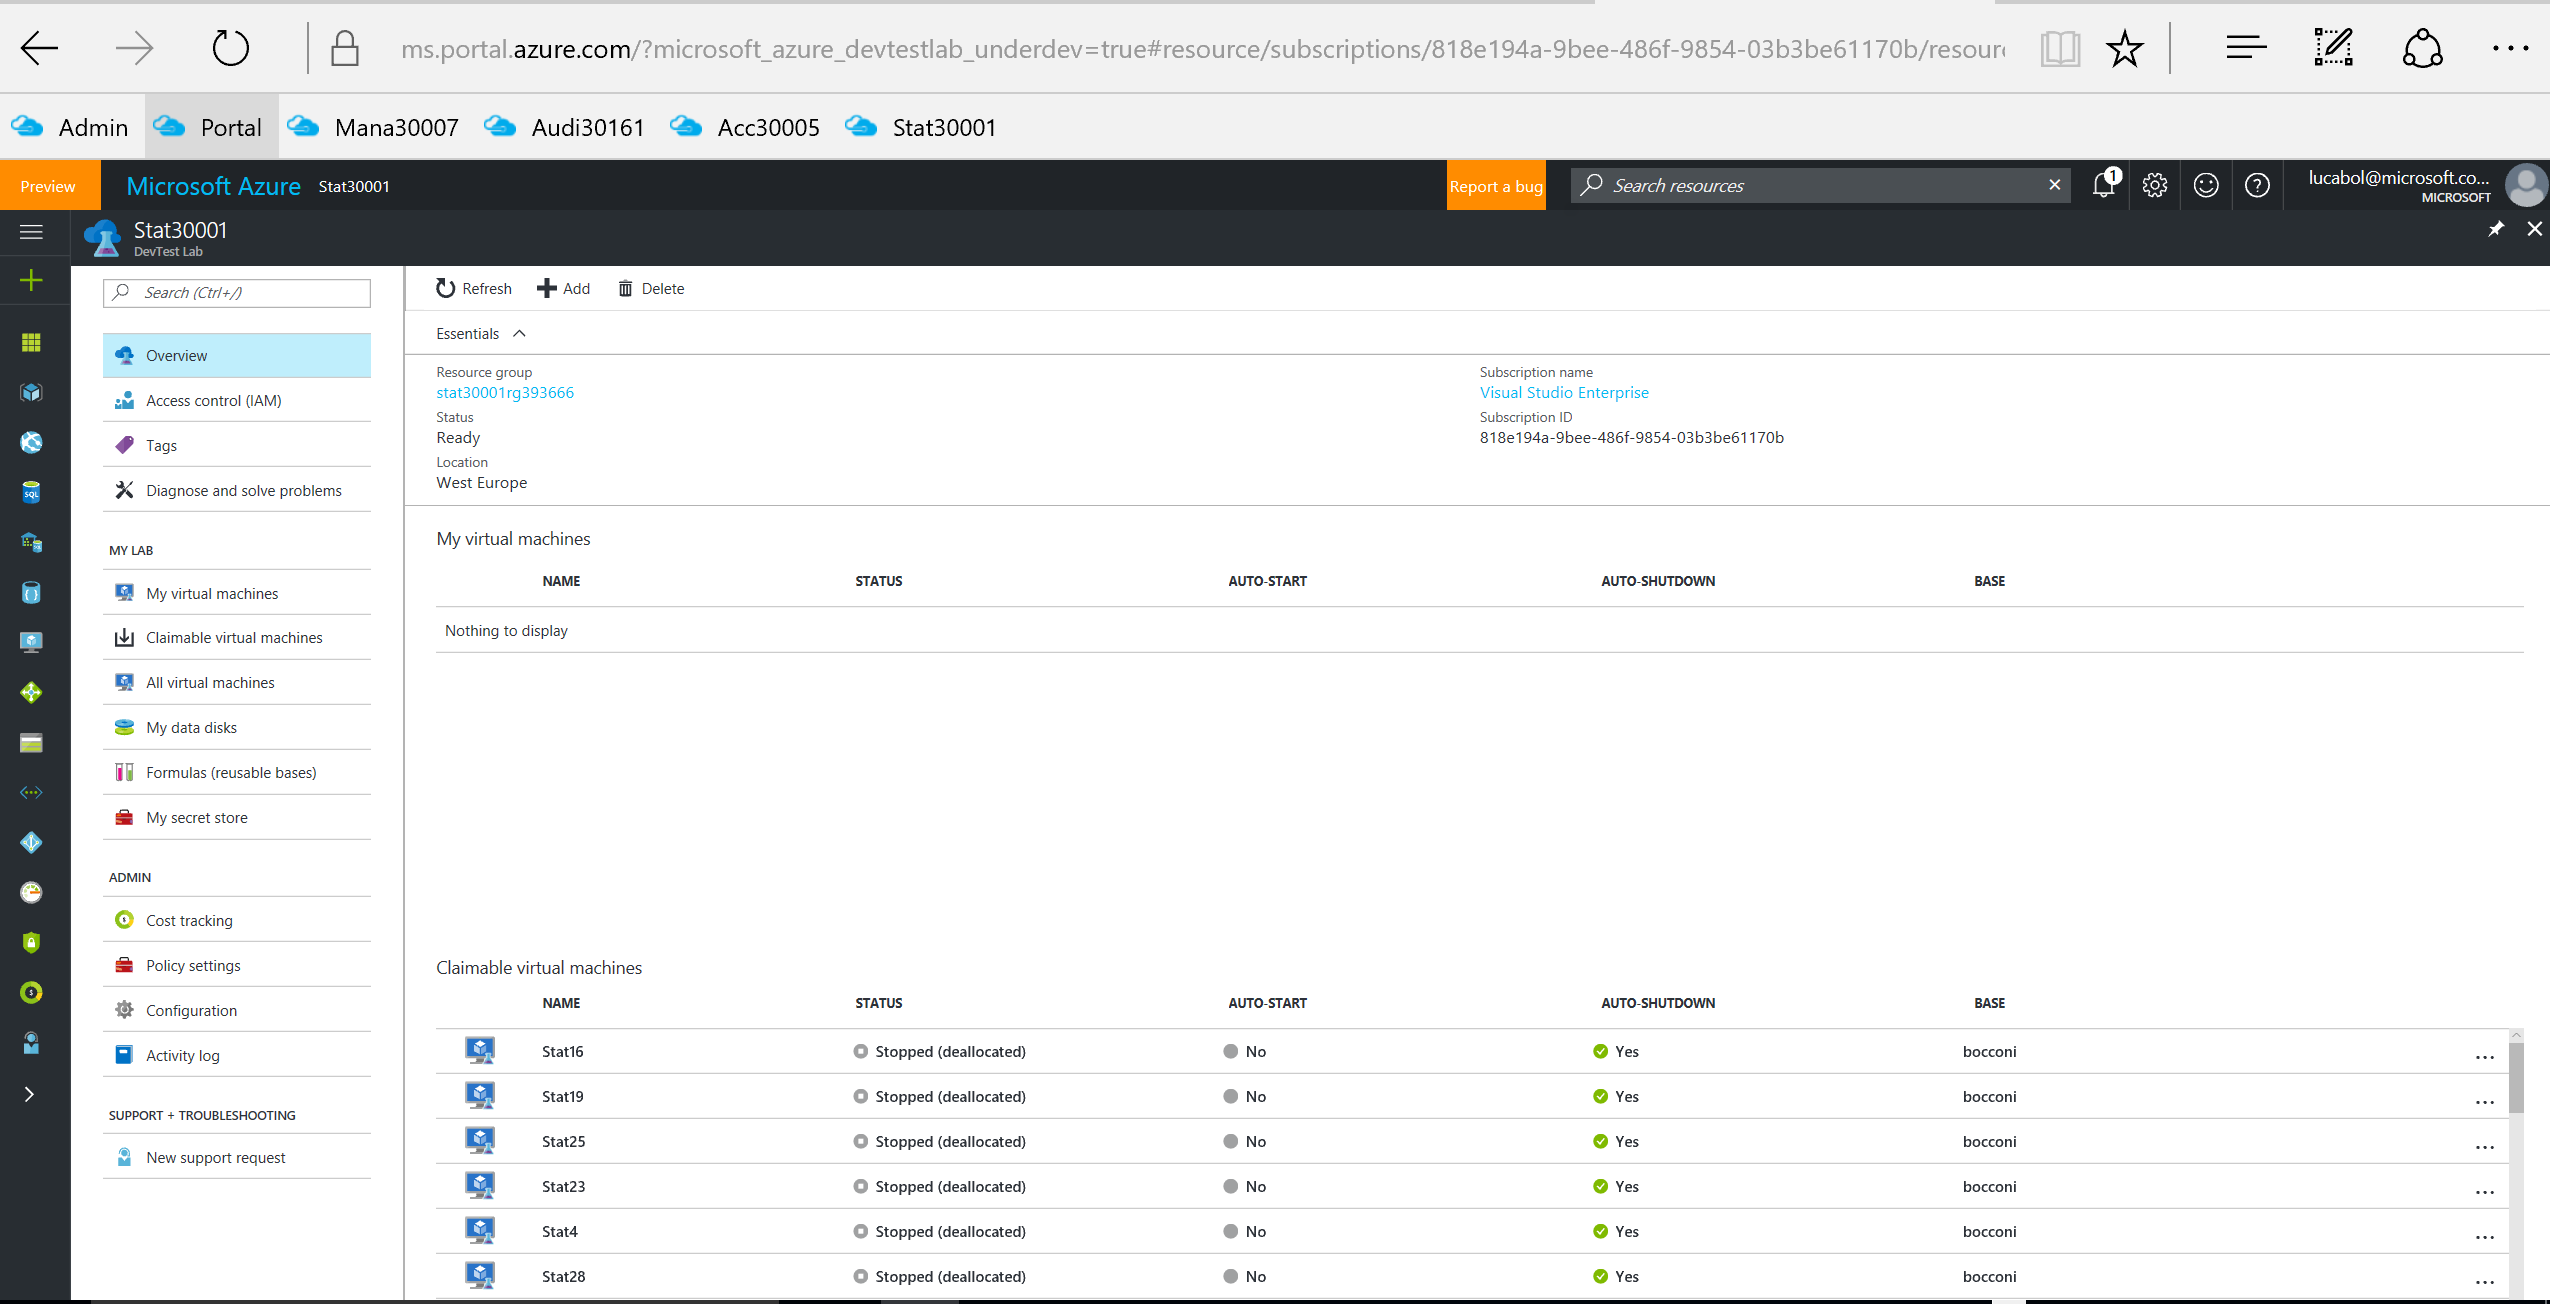 ms.portal.azure.com/?microsoft_azure_devtestlab_underdev=true#resource/subscriptions/818e194a-9bee-486f-9854-03b3be61170b/resour
Admin Portal Mana30007 Audi30161 Acc30005 Stat30001
Preview Microsoft Azure Stat30001 Report a bug Search resources 1 lucabol@microsoft.co...
MICROSOFT
Stat30001
DevTest Lab
Search (Ctrl+/)
Overview
Access control (IAM)
Tags
Diagnose and solve problems
MY LAB
My virtual machines
Claimable virtual machines
All virtual machines
My data disks
Formulas (reusable bases)
My secret store
ADMIN
Cost tracking
Policy settings
Configuration
Activity log
SUPPORT + TROUBLESHOOTING
New support request
Refresh Add Delete
Essentials
Resource group
stat30001rg393666
Status
Ready
Location
West Europe
Subscription name
Visual Studio Enterprise
Subscription ID
818e194a-9bee-486f-9854-03b3be61170b
My virtual machines
NAME STATUS AUTO-START AUTO-SHUTDOWN BASE
Nothing to display
Claimable virtual machines
NAME STATUS AUTO-START AUTO-SHUTDOWN BASE
Stat16 Stopped (deallocated) No Yes bocconi ...
Stat19 Stopped (deallocated) No Yes bocconi ...
Stat25 Stopped (deallocated) No Yes bocconi ...
Stat23 Stopped (deallocated) No Yes bocconi ...
Stat4 Stopped (deallocated) No Yes bocconi ...
Stat28 Stopped (deallocated) No Yes bocconi ...